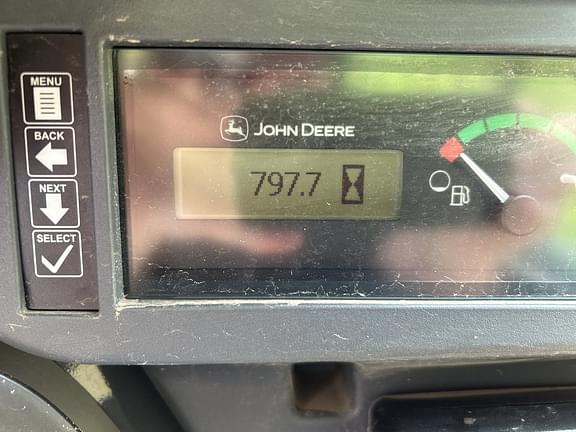 MENU
BACK
NEXT
SELECT
JOHN DEERE
797.7